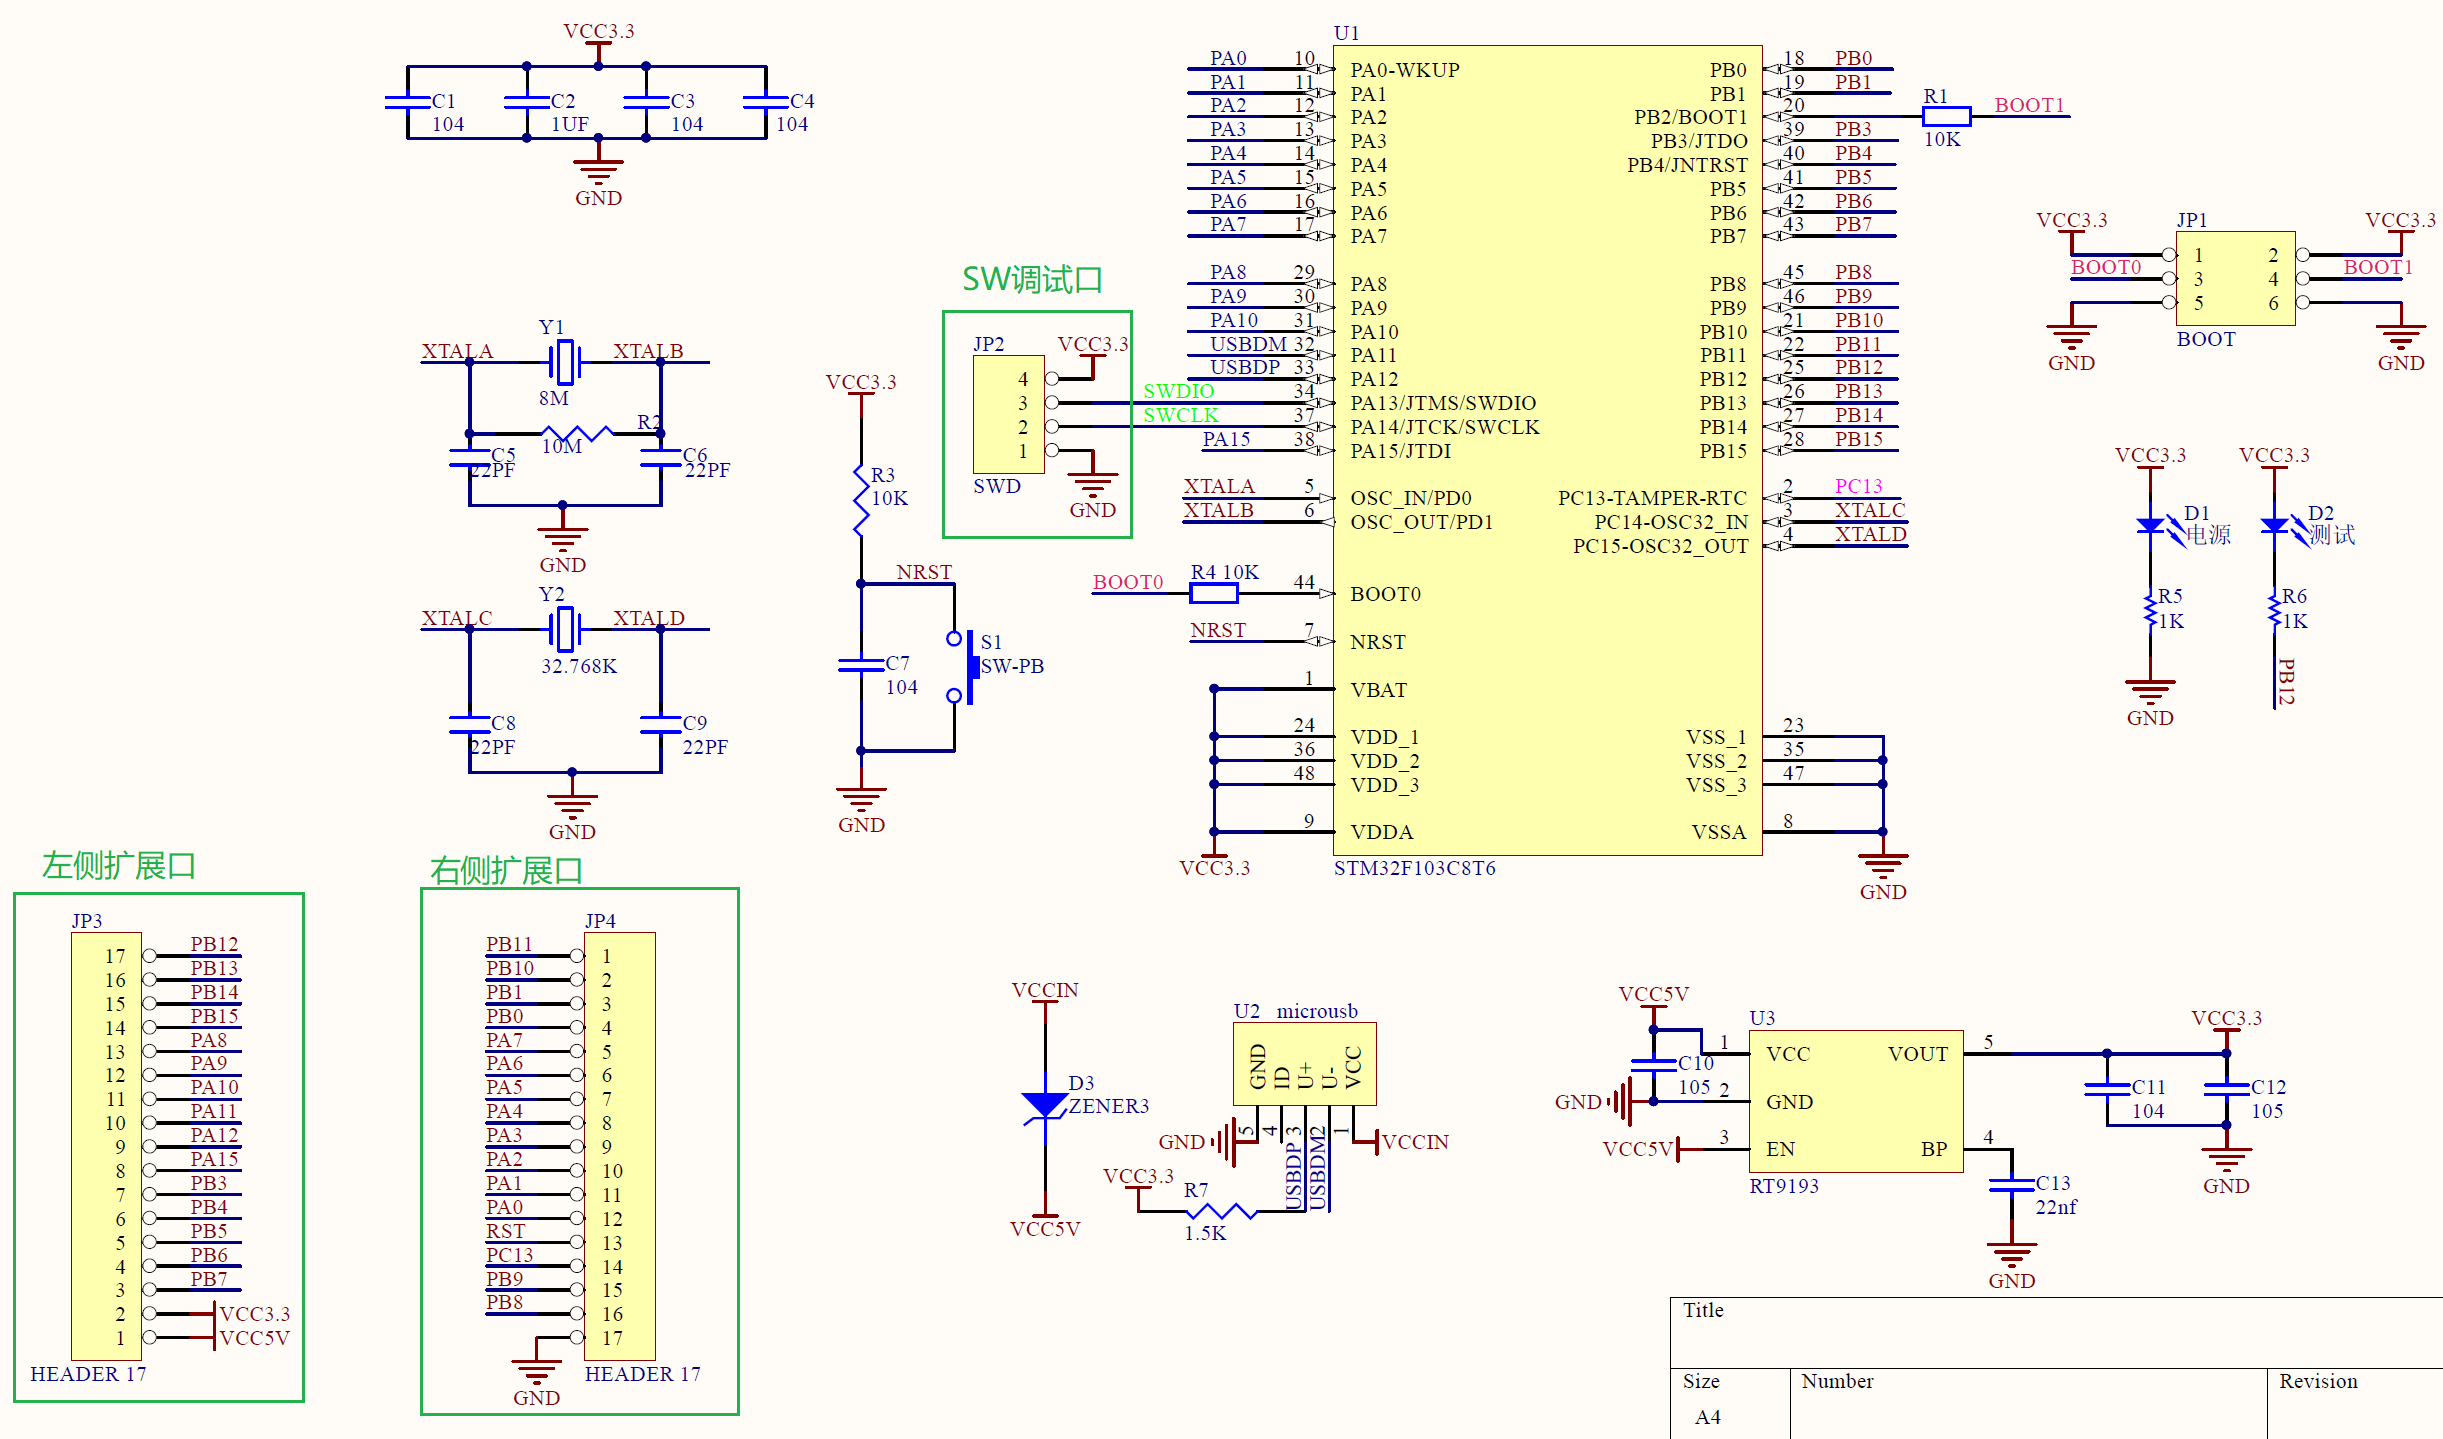 VCC3.3
C1
104
C2
1UF
C3
104
C4
104
GND
Y1
XTALA
XTALB
8M
R2
10M
C5
22PF
C6
22PF
GND
Y2
XTALC
XTALD
32.768K
C8
22PF
C9
22PF
GND
VCC3.3
R3
10K
NRST
C7
104
S1
SW-PB
GND
SW调试口
JP2
VCC3.3
4
3
2
1
SWD
GND
SWDIO
SWCLK
U1
PA0 10 PA0-WKUP
PA1 11 PA1
PA2 12 PA2
PA3 13 PA3
PA4 14 PA4
PA5 15 PA5
PA6 16 PA6
PA7 17 PA7
PA8 29 PA8
PA9 30 PA9
PA10 31 PA10
USBDM 32 PA11
USBDP 33 PA12
34 PA13/JTMS/SWDIO
37 PA14/JTCK/SWCLK
PA15 38 PA15/JTDI
XTALA 5 OSC_IN/PD0
XTALB 6 OSC_OUT/PD1
BOOT0 R4 10K 44 BOOT0
NRST 7 NRST
1 VBAT
24 VDD_1
36 VDD_2
48 VDD_3
9 VDDA
VCC3.3
STM32F103C8T6
PB0 18 PB0
PB1 19 PB1
PB2/BOOT1 20
R1
10K
BOOT1
PB3/JTDO 39 PB3
PB4/JNTRST 40 PB4
PB5 41 PB5
PB6 42 PB6
PB7 43 PB7
PB8 45 PB8
PB9 46 PB9
PB10 21 PB10
PB11 22 PB11
PB12 25 PB12
PB13 26 PB13
PB14 27 PB14
PB15 28 PB15
PC13-TAMPER-RTC 2 PC13
PC14-OSC32_IN 3 XTALC
PC15-OSC32_OUT 4 XTALD
VSS_1 23
VSS_2 35
VSS_3 47
VSSA 8
GND
VCC3.3
JP1
VCC3.3
1 2
BOOT0 3 4 BOOT1
5 6
GND
BOOT
GND
VCC3.3
D1
电源
R5
1K
GND
VCC3.3
D2
测试
R6
1K
PB12
左侧扩展口
JP3
17 PB12
16 PB13
15 PB14
14 PB15
13 PA8
12 PA9
11 PA10
10 PA11
9 PA12
8 PA15
7 PB3
6 PB4
5 PB5
4 PB6
3 PB7
2 VCC3.3
1 VCC5V
HEADER 17
右侧扩展口
JP4
PB11 1
PB10 2
PB1 3
PB0 4
PA7 5
PA6 6
PA5 7
PA4 8
PA3 9
PA2 10
PA1 11
PA0 12
RST 13
PC13 14
PB9 15
PB8 16
17
GND
HEADER 17
VCCIN
D3
ZENER3
VCC5V
U2 microusb
GND
ID
U+
U-
VCC
5
4
3
2
1
GND
VCCIN
USBDP
USBDM
VCC3.3
R7
1.5K
VCC5V
U3
C10
105
GND
VCC5V
1 VCC
2 GND
3 EN
VOUT 5
BP 4
RT9193
C13
22nf
GND
VCC3.3
C11
104
C12
105
GND
Title
Size
Number
Revision
A4